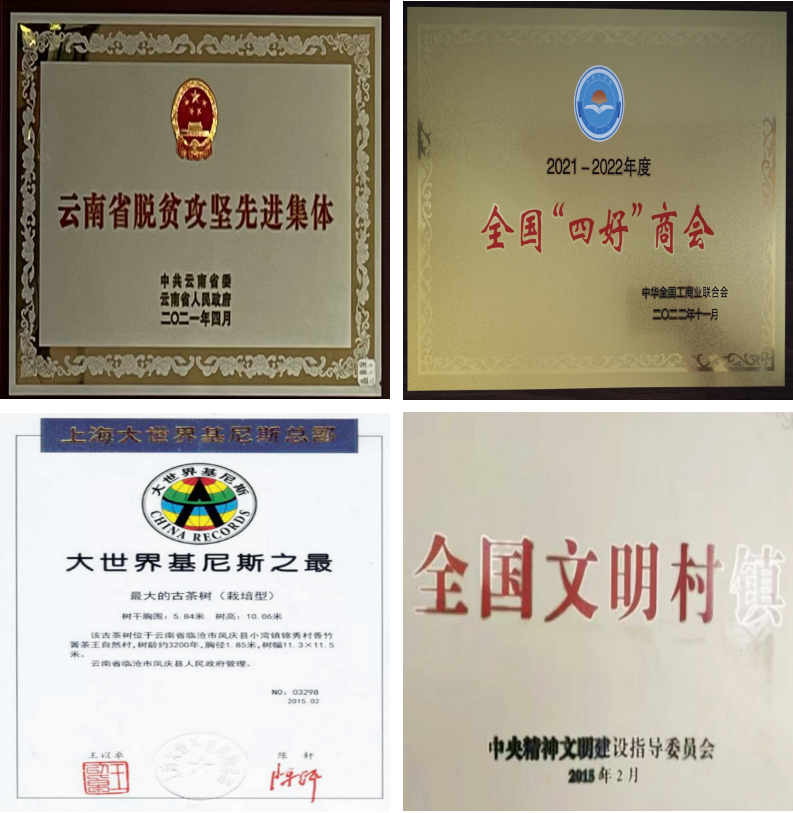 云南省脱贫攻坚先进集体
中共云南省委
云南省人民政府
二〇二一年四月
2021-2022年度
全国“四好”商会
中华全国工商业联合会
二〇二二年十一月
上海大世界基尼斯总部
大世界基尼斯
CHINA RECORDS
大世界基尼斯之最
最大的古茶树（栽培型）
树干胸围：5.84米 树高：10.06米
该古茶树位于云南省临沧市凤庆县小湾镇锦秀村香竹
箐茶王自然村,树龄约3200年,胸径1.85米,树幅11.3×11.5
米。
云南省临沧市凤庆县人民政府管理。
NO：03298
2015.02
王以卓 陈轩
全国文明村镇
中央精神文明建设指导委员会
2015年2月